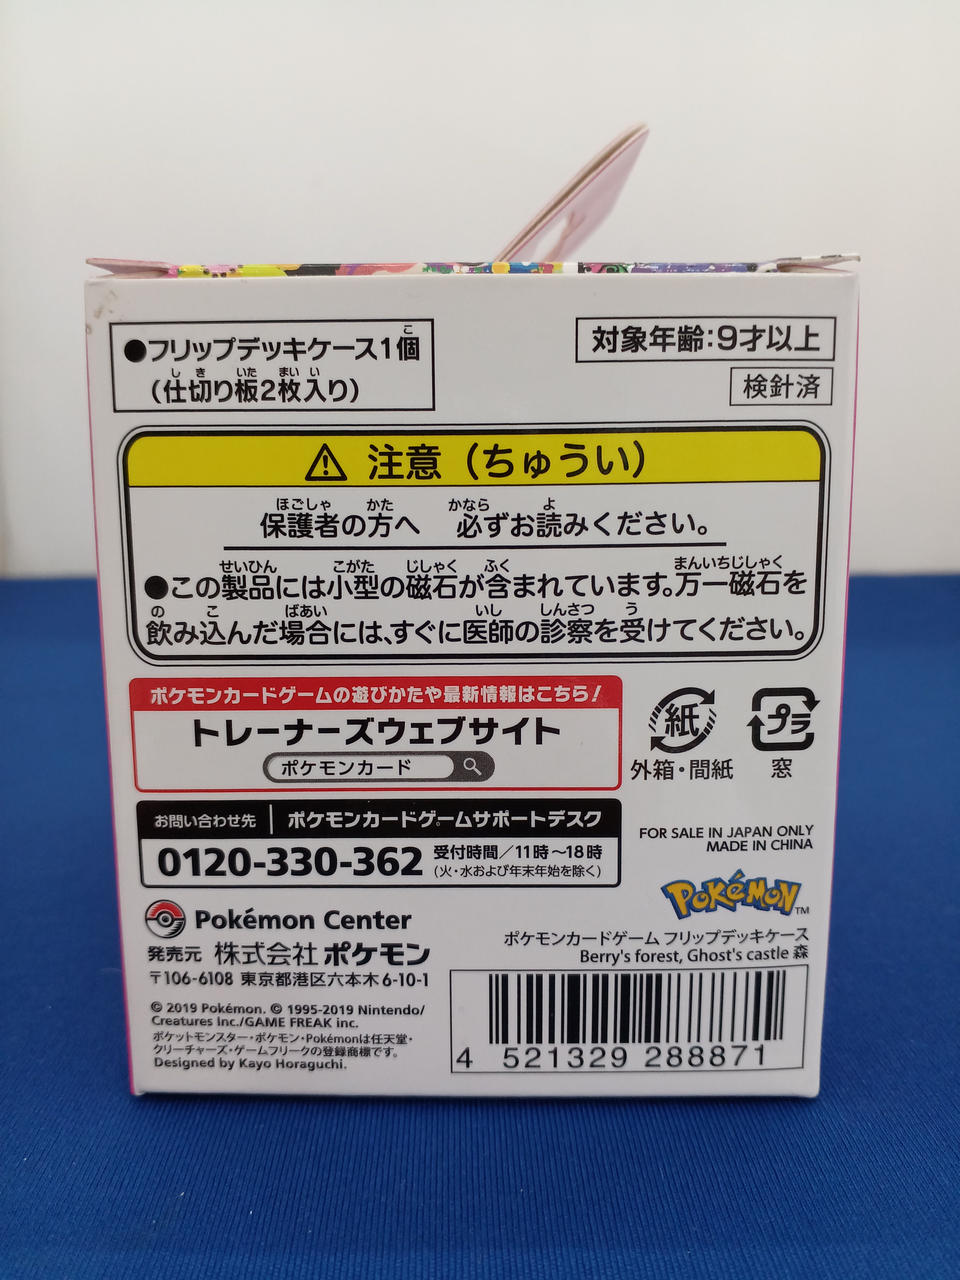 ●フリップデッキケース1個
(仕切り板2枚入り)
対象年齢:9才以上
検針済
注意(ちゅうい)
保護者の方へ 必ずお読みください。
●この製品には小型の磁石が含まれています。万一磁石を
飲み込んだ場合には、すぐに医師の診察を受けてください。
ポケモンカードゲームの遊びかたや最新情報はこちら!
トレーナーズウェブサイト
ポケモンカード
紙
外箱・間紙
プラ
窓
お問い合わせ先 ポケモンカードゲームサポートデスク
0120-330-362 受付時間/11時~18時
(火・水および年末年始を除く)
FOR SALE IN JAPAN ONLY
MADE IN CHINA
Pokémon Center
発売元 株式会社ポケモン
〒106-6108 東京都港区六本木6-10-1
POKéMON TM
ポケモンカードゲーム フリップデッキケース
Berry's forest, Ghost's castle 森
© 2019 Pokémon. © 1995-2019 Nintendo/
Creatures Inc./GAME FREAK inc.
ポケットモンスター・ポケモン・Pokémonは任天堂・
クリーチャーズ・ゲームフリークの登録商標です。
Designed by Kayo Horaguchi.
4 521329 288871